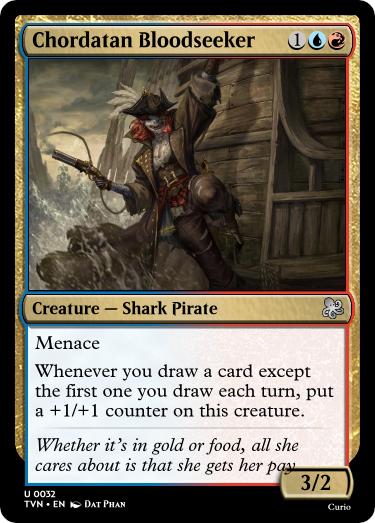 Chordatan Bloodseeker 1
Creature — Shark Pirate
Menace
Whenever you draw a card except
the first one you draw each turn, put
a +1/+1 counter on this creature.
Whether it's in gold or food, all she
cares about is that she gets her pay
3/2
U 0032
TVN • EN DAT PHAN
Curio